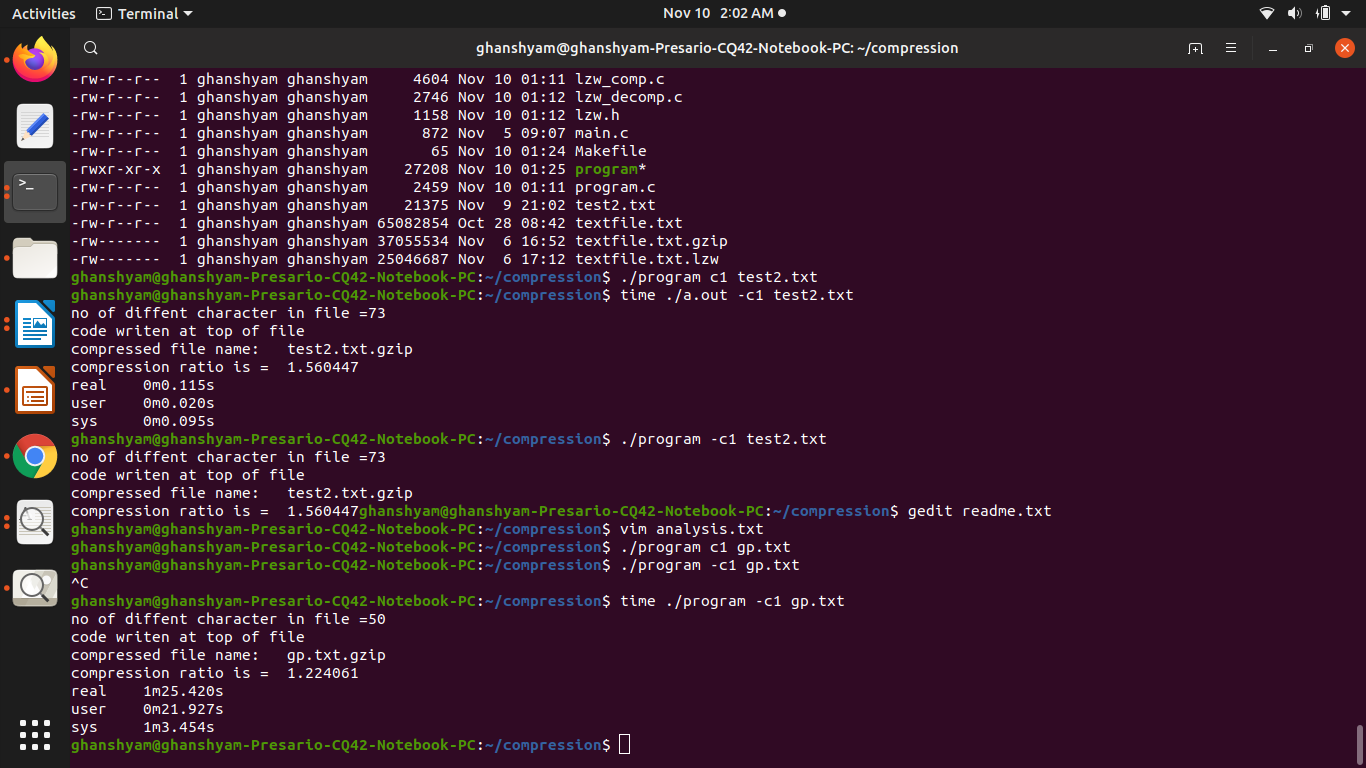 Activities Terminal Nov 10 2:02 AM
ghanshyam@ghanshyam-Presario-CQ42-Notebook-PC: ~/compression
-rw-r--r-- 1 ghanshyam ghanshyam 4604 Nov 10 01:11 lzw_comp.c
-rw-r--r-- 1 ghanshyam ghanshyam 2746 Nov 10 01:12 lzw_decomp.c
-rw-r--r-- 1 ghanshyam ghanshyam 1158 Nov 10 01:12 lzw.h
-rw-r--r-- 1 ghanshyam ghanshyam 872 Nov 5 09:07 main.c
-rw-r--r-- 1 ghanshyam ghanshyam 65 Nov 10 01:24 Makefile
-rwxr-xr-x 1 ghanshyam ghanshyam 27208 Nov 10 01:25 program*
-rw-r--r-- 1 ghanshyam ghanshyam 2459 Nov 10 01:11 program.c
-rw-r--r-- 1 ghanshyam ghanshyam 21375 Nov 9 21:02 test2.txt
-rw-r--r-- 1 ghanshyam ghanshyam 65082854 Oct 28 08:42 textfile.txt
-rw------- 1 ghanshyam ghanshyam 37055534 Nov 6 16:52 textfile.txt.gzip
-rw------- 1 ghanshyam ghanshyam 25046687 Nov 6 17:12 textfile.txt.lzw
ghanshyam@ghanshyam-Presario-CQ42-Notebook-PC:~/compression$ ./program c1 test2.txt
ghanshyam@ghanshyam-Presario-CQ42-Notebook-PC:~/compression$ time ./a.out -c1 test2.txt
no of diffent character in file =73
code writen at top of file
compressed file name: test2.txt.gzip
compression ratio is = 1.560447
real 0m0.115s
user 0m0.020s
sys 0m0.095s
ghanshyam@ghanshyam-Presario-CQ42-Notebook-PC:~/compression$ ./program -c1 test2.txt
no of diffent character in file =73
code writen at top of file
compressed file name: test2.txt.gzip
compression ratio is = 1.560447ghanshyam@ghanshyam-Presario-CQ42-Notebook-PC:~/compression$ gedit readme.txt
ghanshyam@ghanshyam-Presario-CQ42-Notebook-PC:~/compression$ vim analysis.txt
ghanshyam@ghanshyam-Presario-CQ42-Notebook-PC:~/compression$ ./program c1 gp.txt
ghanshyam@ghanshyam-Presario-CQ42-Notebook-PC:~/compression$ ./program -c1 gp.txt
^C
ghanshyam@ghanshyam-Presario-CQ42-Notebook-PC:~/compression$ time ./program -c1 gp.txt
no of diffent character in file =50
code writen at top of file
compressed file name: gp.txt.gzip
compression ratio is = 1.224061
real 1m25.420s
user 0m21.927s
sys 1m3.454s
ghanshyam@ghanshyam-Presario-CQ42-Notebook-PC:~/compression$